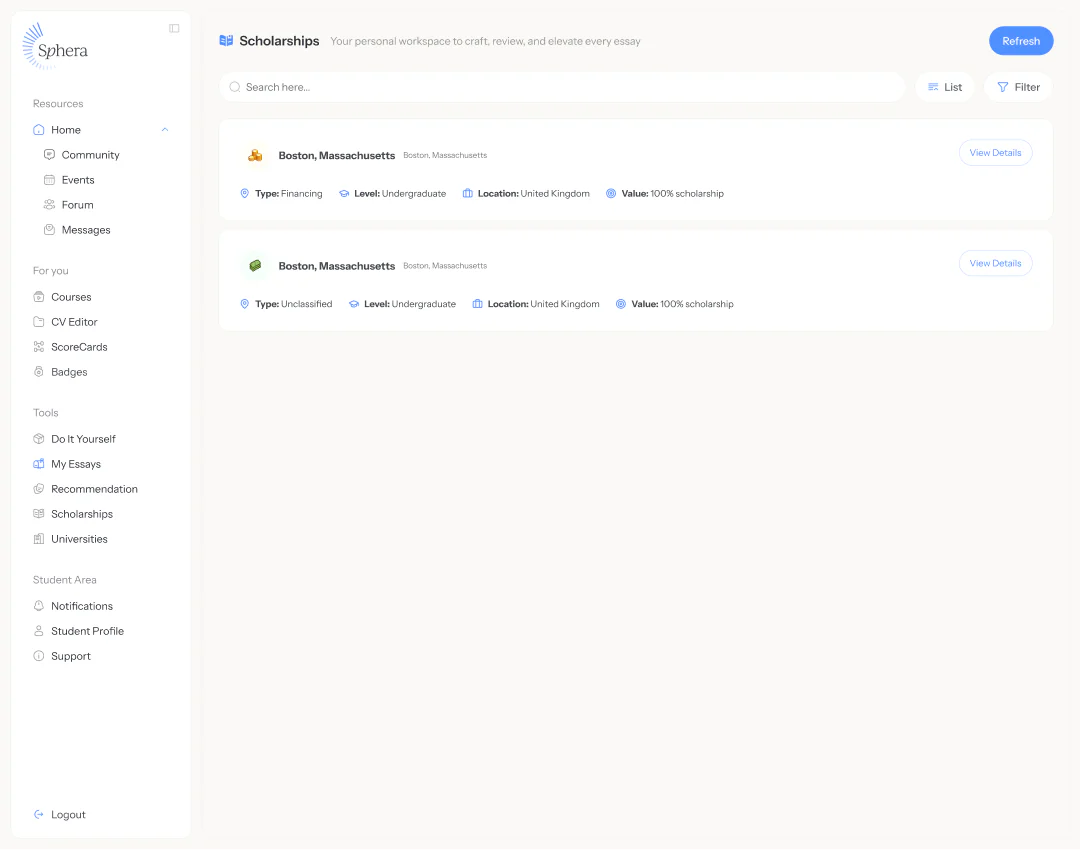 Sphera
Resources
Home
Community
Events
Forum
Messages
For you
Courses
CV Editor
ScoreCards
Badges
Tools
Do It Yourself
My Essays
Recommendation
Scholarships
Universities
Student Area
Notifications
Student Profile
Support
Logout
Scholarships Your personal workspace to craft, review, and elevate every essay
Refresh
Search here...
List
Filter
Boston, Massachusetts Boston, Massachusetts
View Details
Type: Financing Level: Undergraduate Location: United Kingdom Value: 100% scholarship
Boston, Massachusetts Boston, Massachusetts
View Details
Type: Unclassified Level: Undergraduate Location: United Kingdom Value: 100% scholarship